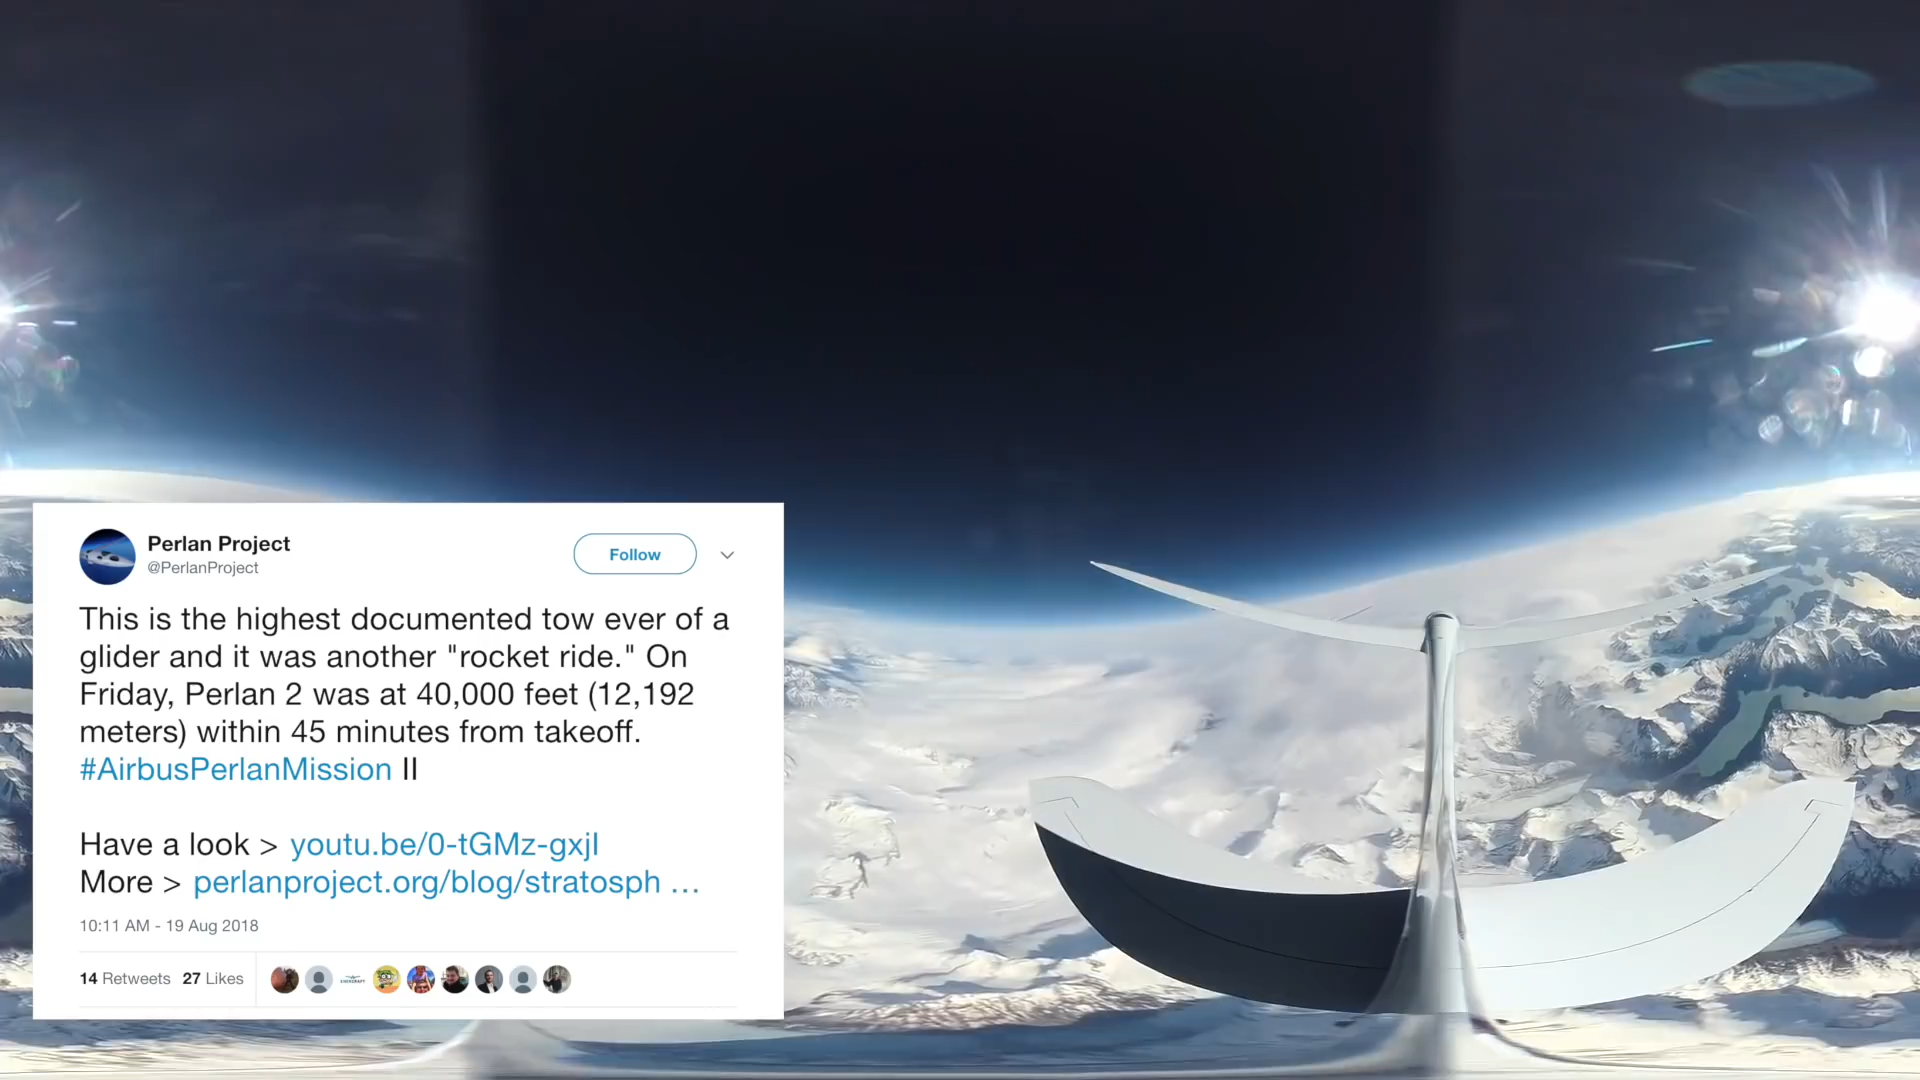 Perlan Project
@PerlanProject
Follow
This is the highest documented tow ever of a
glider and it was another "rocket ride." On
Friday, Perlan 2 was at 40,000 feet (12,192
meters) within 45 minutes from takeoff.
#AirbusPerlanMission II
Have a look > youtu.be/0-tGMz-gxjI
More > perlanproject.org/blog/stratosph ...
10:11 AM - 19 Aug 2018
14 Retweets 27 Likes